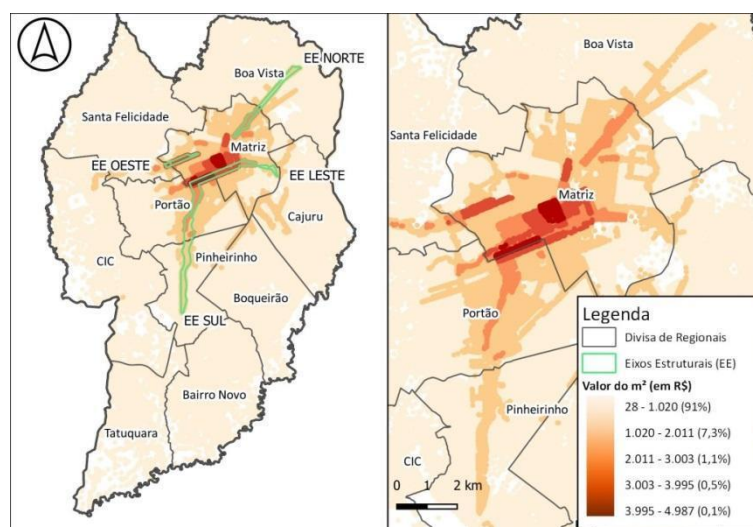 EE NORTE
Boa Vista
Santa Felicidade
EE OESTE
Matriz
EE LESTE
Portão
Cajuru
CIC
Pinheirinho
Boqueirão
EE SUL
Bairro Novo
Tatuquara
Boa Vista
Santa Felicidade
Matriz
Portão
Pinheirinho
CIC
0 1 2 km
Legenda
Divisa de Regionais
Eixos Estruturais (EE)
Valor do m² (em R$)
28 - 1.020 (91%)
1.020 - 2.011 (7,3%)
2.011 - 3.003 (1,1%)
3.003 - 3.995 (0,5%)
3.995 - 4.987 (0,1%)